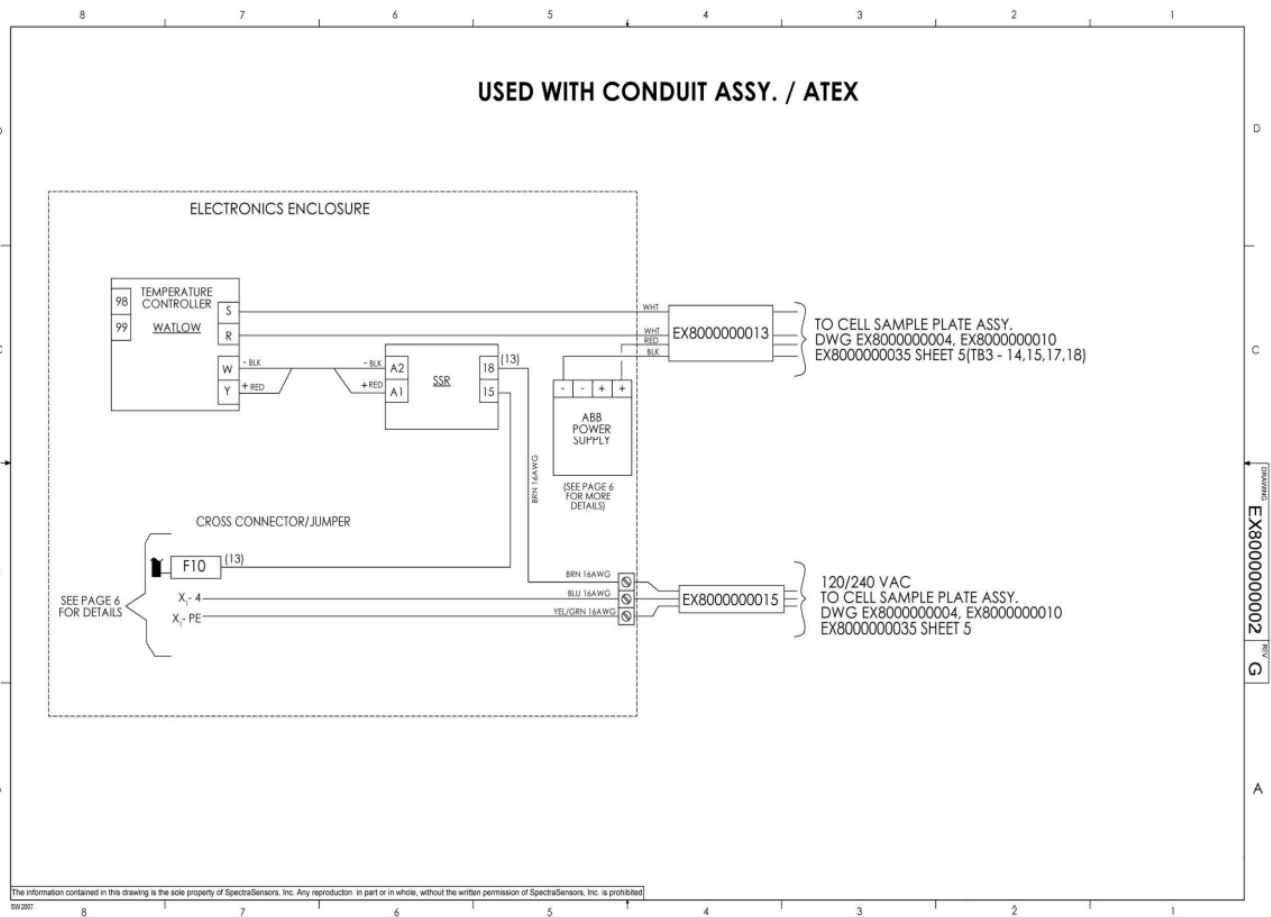 8 7 6 5 4 3 2 1
USED WITH CONDUIT ASSY. / ATEX
D
ELECTRONICS ENCLOSURE
TEMPERATURE
CONTROLLER
WATLOW
98
99
S
R
W
Y
- BLK
+ RED
- BLK
+RED
A2
A1
SSR
18
15
(13)
WHT
WHT
RED
BLK
EX8000000013
TO CELL SAMPLE PLATE ASSY.
DWG EX8000000004, EX8000000010
EX8000000035 SHEET 5(TB3 - 14,15,17,18)
C
- - + +
ABB
POWER
SUPPLY
(SEE PAGE 6
FOR MORE
DETAILS)
BRN 16AWG
CROSS CONNECTOR/JUMPER
F10
(13)
SEE PAGE 6
FOR DETAILS
X1- 4
X1- PE
BRN 16AWG
BLU 16AWG
YEL/GRN 16AWG
EX8000000015
120/240 VAC
TO CELL SAMPLE PLATE ASSY.
DWG EX8000000004, EX8000000010
EX8000000035 SHEET 5
DRAWING
EX8000000002
REV
G
A
The information contained in this drawing is the sole property of SpectraSensors, Inc. Any reproducton in part or in whole, without the written permission of SpectraSensors, Inc. is prohibited
SW2007
8 7 6 5 4 3 2 1